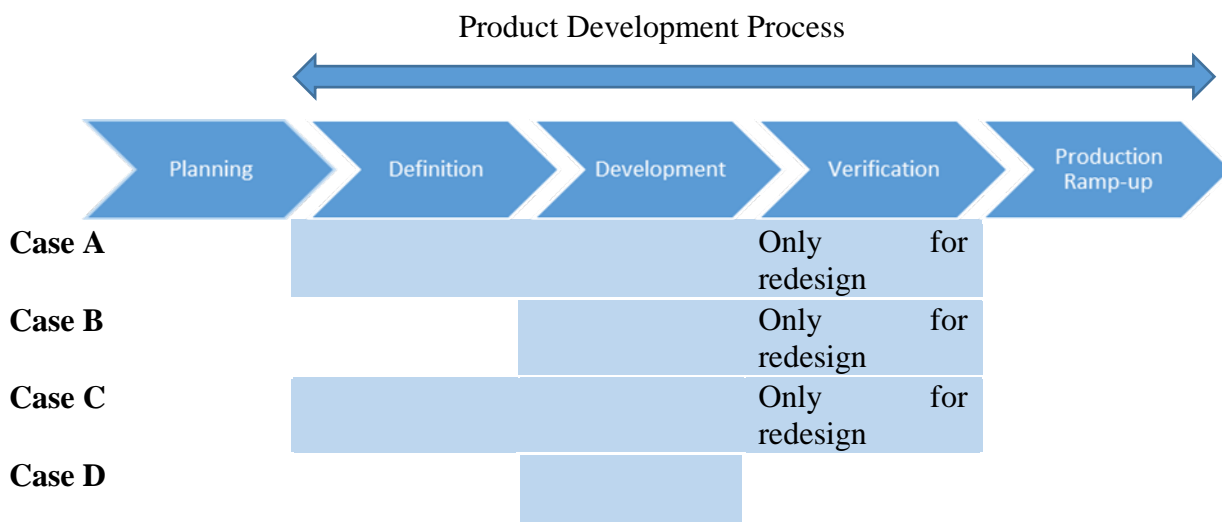 Product Development Process
Planning
Definition
Development
Verification
Production
Ramp-up
Case A
Only for
redesign
Case B
Only for
redesign
Case C
Only for
redesign
Case D